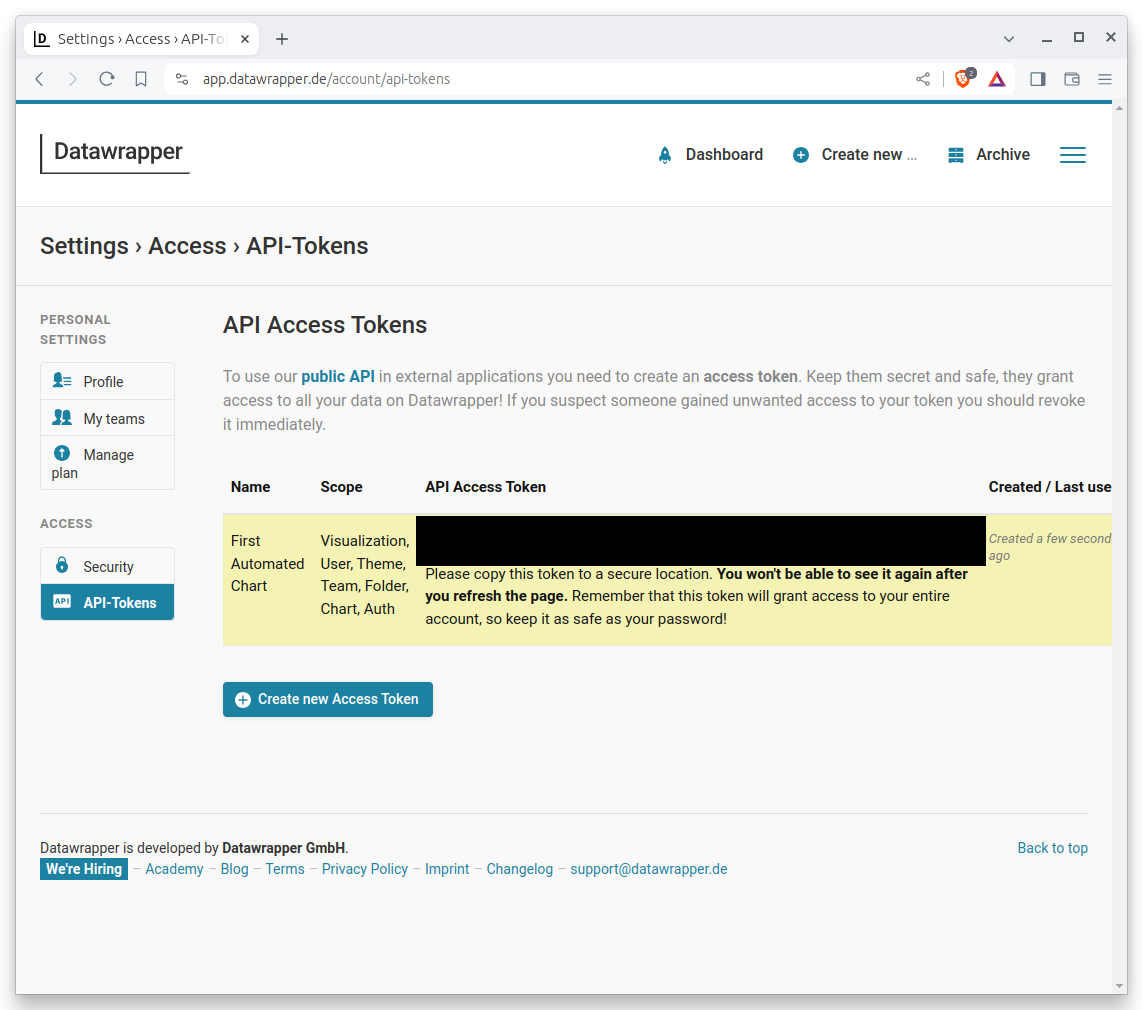 Settings › Access › API-To
app.datawrapper.de/account/api-tokens
2
Datawrapper
Dashboard
Create new ...
Archive
Settings › Access › API-Tokens
PERSONAL
SETTINGS
Profile
My teams
Manage
plan
ACCESS
Security
API API-Tokens
API Access Tokens
To use our public API in external applications you need to create an access token. Keep them secret and safe, they grant
access to all your data on Datawrapper! If you suspect someone gained unwanted access to your token you should revoke
it immediately.
Name Scope API Access Token Created / Last use
First
Automated
Chart
Visualization,
User, Theme,
Team, Folder,
Chart, Auth
Please copy this token to a secure location. You won't be able to see it again after
you refresh the page. Remember that this token will grant access to your entire
account, so keep it as safe as your password!
Created a few second
ago
Create new Access Token
Datawrapper is developed by Datawrapper GmbH.
Back to top
We're Hiring – Academy – Blog – Terms – Privacy Policy – Imprint – Changelog – support@datawrapper.de